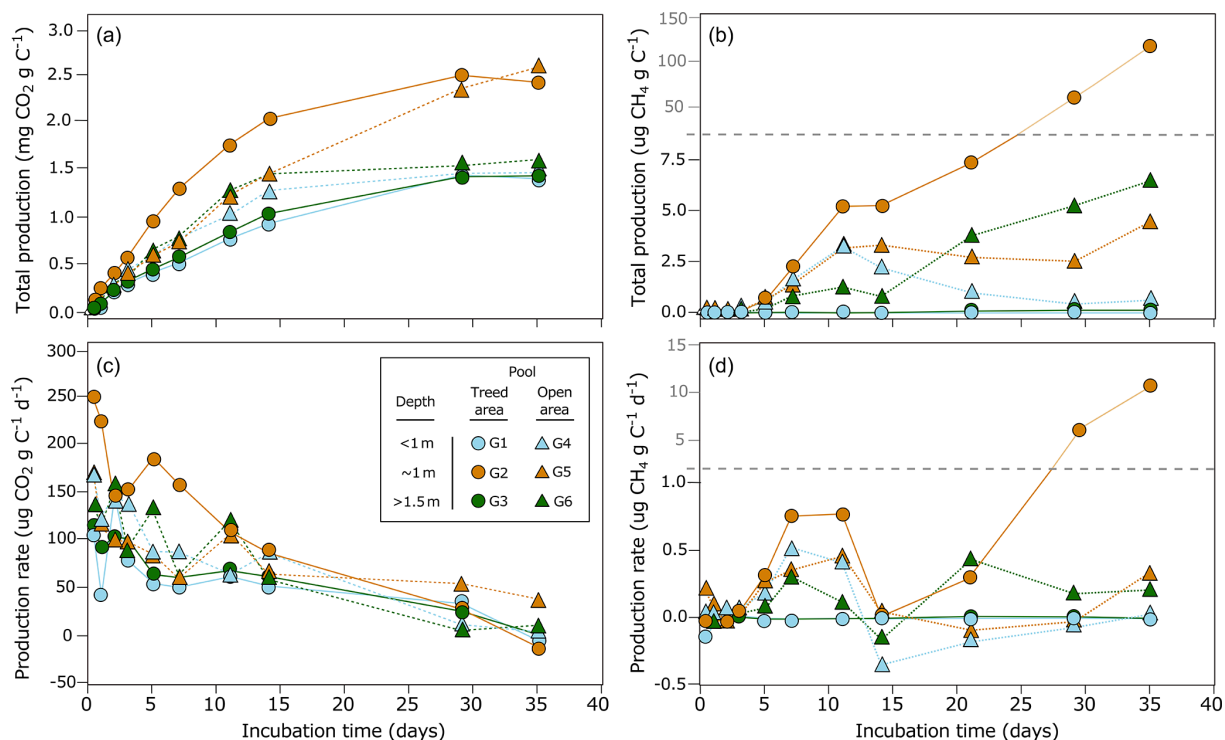 (a)
Total production (mg CO₂ g C⁻¹)
3.0
2.5
2.0
1.5
1.0
0.5
0.0
(b)
Total production (ug CH₄ g C⁻¹)
150
100
50
7.5
5.0
2.5
0.0
(c)
Production rate (ug CO₂ g C⁻¹ d⁻¹)
300
250
200
150
100
50
0
-50
0 5 10 15 20 25 30 35 40
Incubation time (days)
Pool
Depth Treed area Open area
<1 m G1 G4
~1 m G2 G5
>1.5 m G3 G6
(d)
Production rate (ug CH₄ g C⁻¹ d⁻¹)
15
10
5
1.0
0.5
0.0
-0.5
0 5 10 15 20 25 30 35 40
Incubation time (days)